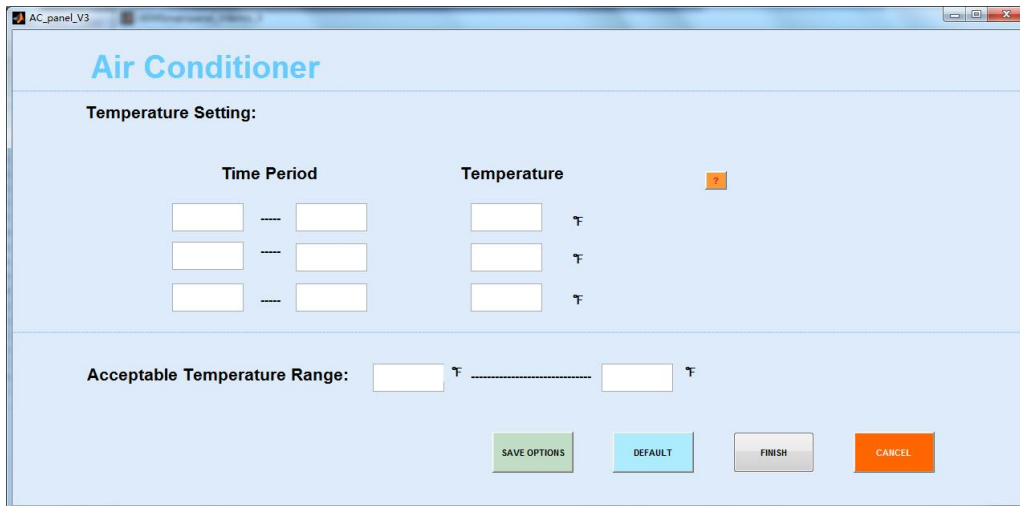 AC_panel_V3
Air Conditioner
Temperature Setting:
Time Period Temperature ?
----- ℉
----- ℉
----- ℉
Acceptable Temperature Range: ℉ ------------------------------ ℉
SAVE OPTIONS DEFAULT FINISH CANCEL